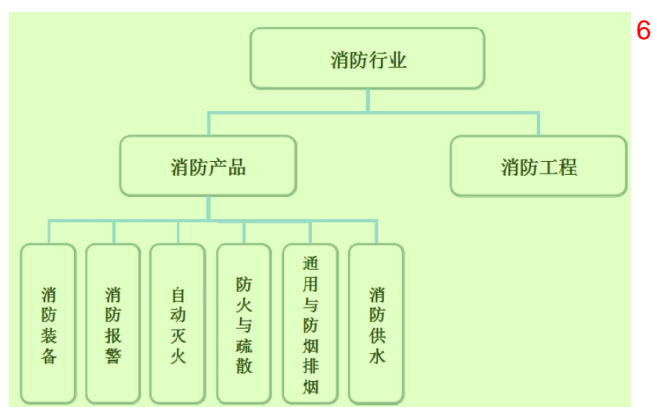 6
消防行业
消防产品
消防工程
消防装备
消防报警
自动灭火
防火与疏散
通用与防烟排烟
消防供水